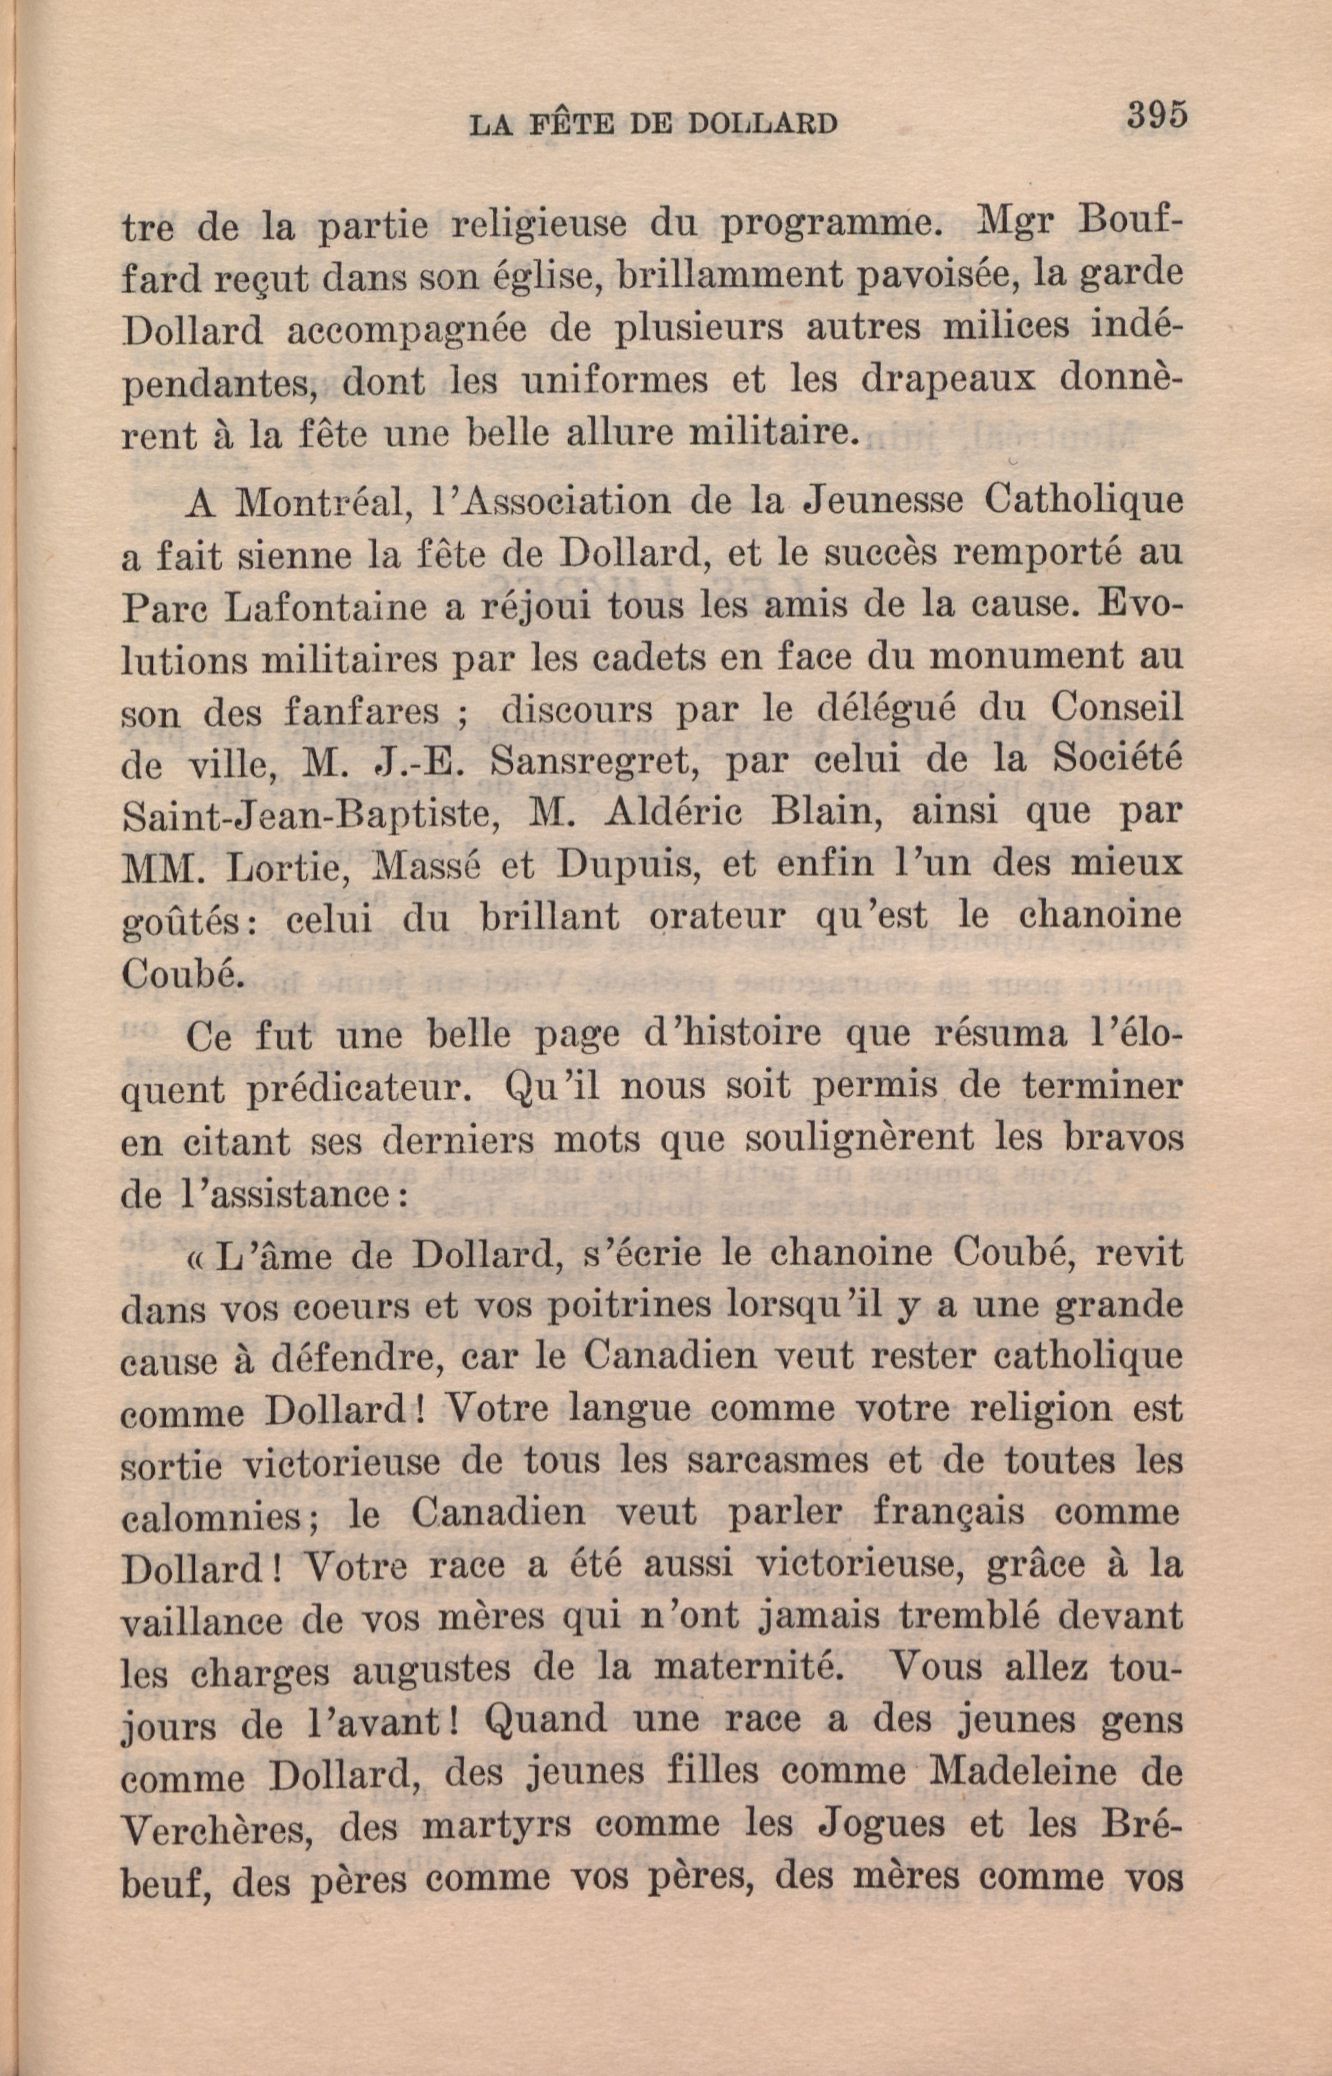 LA FÊTE DE DOLLARD 395
tre de la partie religieuse du programme. Mgr Bouf-
fard reçut dans son église, brillamment pavoisée, la garde
Dollard accompagnée de plusieurs autres milices indé-
pendantes, dont les uniformes et les drapeaux donnè-
rent à la fête une belle allure militaire.
A Montréal, l'Association de la Jeunesse Catholique
a fait sienne la fête de Dollard, et le succès remporté au
Parc Lafontaine a réjoui tous les amis de la cause. Evo-
lutions militaires par les cadets en face du monument au
son des fanfares ; discours par le délégué du Conseil
de ville, M. J.-E. Sansregret, par celui de la Société
Saint-Jean-Baptiste, M. Aldéric Blain, ainsi que par
MM. Lortie, Massé et Dupuis, et enfin l'un des mieux
goûtés: celui du brillant orateur qu'est le chanoine
Coubé.
Ce fut une belle page d'histoire que résuma l'élo-
quent prédicateur. Qu'il nous soit permis de terminer
en citant ses derniers mots que soulignèrent les bravos
de l'assistance:
« L'âme de Dollard, s'écrie le chanoine Coubé, revit
dans vos coeurs et vos poitrines lorsqu'il y a une grande
cause à défendre, car le Canadien veut rester catholique
comme Dollard! Votre langue comme votre religion est
sortie victorieuse de tous les sarcasmes et de toutes les
calomnies; le Canadien veut parler français comme
Dollard! Votre race a été aussi victorieuse, grâce à la
vaillance de vos mères qui n'ont jamais tremblé devant
les charges augustes de la maternité. Vous allez tou-
jours de l'avant! Quand une race a des jeunes gens
comme Dollard, des jeunes filles comme Madeleine de
Verchères, des martyrs comme les Jogues et les Bré-
beuf, des pères comme vos pères, des mères comme vos